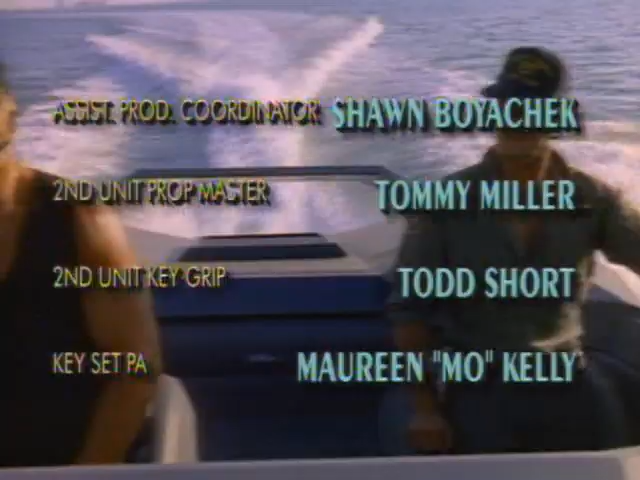 ASSIST. PROD. COORDINATOR SHAWN BOYACHEK
2ND UNIT PROP MASTER TOMMY MILLER
2ND UNIT KEY GRIP TODD SHORT
KEY SET PA MAUREEN "MO" KELLY